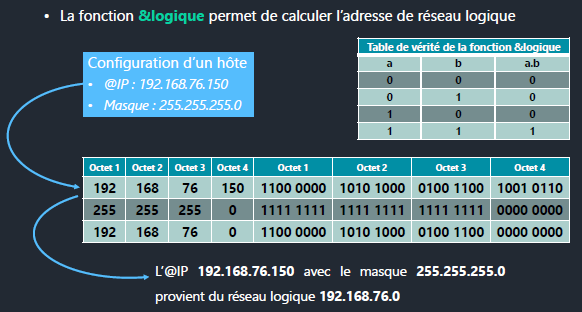 • La fonction &logique permet de calculer l’adresse de réseau logique
Configuration d’un hôte
• @IP : 192.168.76.150
• Masque : 255.255.255.0
Table de vérité de la fonction &logique
a b a.b
0 0 0
0 1 0
1 0 0
1 1 1
Octet 1 Octet 2 Octet 3 Octet 4 Octet 1 Octet 2 Octet 3 Octet 4
192 168 76 150 1100 0000 1010 1000 0100 1100 1001 0110
255 255 255 0 1111 1111 1111 1111 1111 1111 0000 0000
192 168 76 0 1100 0000 1010 1000 0100 1100 0000 0000
L’@IP 192.168.76.150 avec le masque 255.255.255.0
provient du réseau logique 192.168.76.0